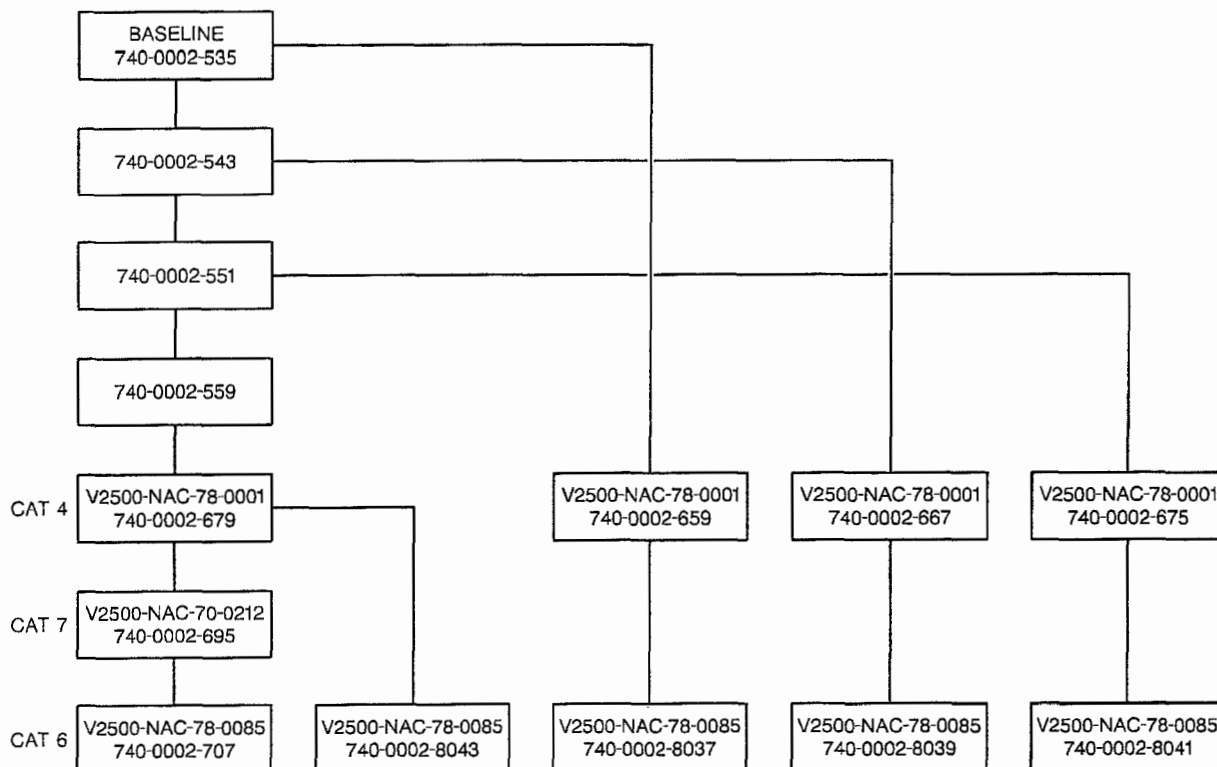 BASELINE
740-0002-535
740-0002-543
740-0002-551
740-0002-559
CAT 4
V2500-NAC-78-0001
740-0002-679
V2500-NAC-78-0001
740-0002-659
V2500-NAC-78-0001
740-0002-667
V2500-NAC-78-0001
740-0002-675
CAT 7
V2500-NAC-70-0212
740-0002-695
CAT 6
V2500-NAC-78-0085
740-0002-707
V2500-NAC-78-0085
740-0002-8043
V2500-NAC-78-0085
740-0002-8037
V2500-NAC-78-0085
740-0002-8039
V2500-NAC-78-0085
740-0002-8041